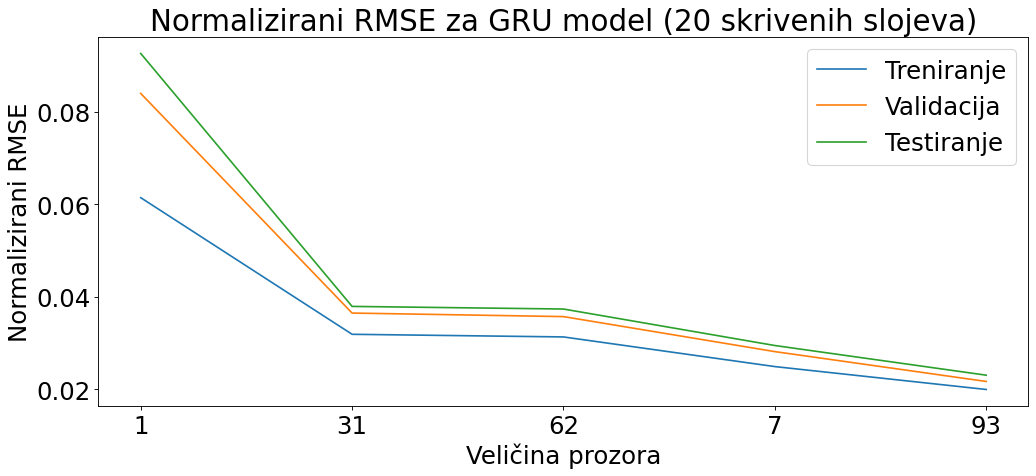 Normalizirani RMSE za GRU model (20 skrivenih slojeva)
Treniranje
Validacija
Testiranje
Normalizirani RMSE
0.08
0.06
0.04
0.02
1 31 62 7 93
Veličina prozora